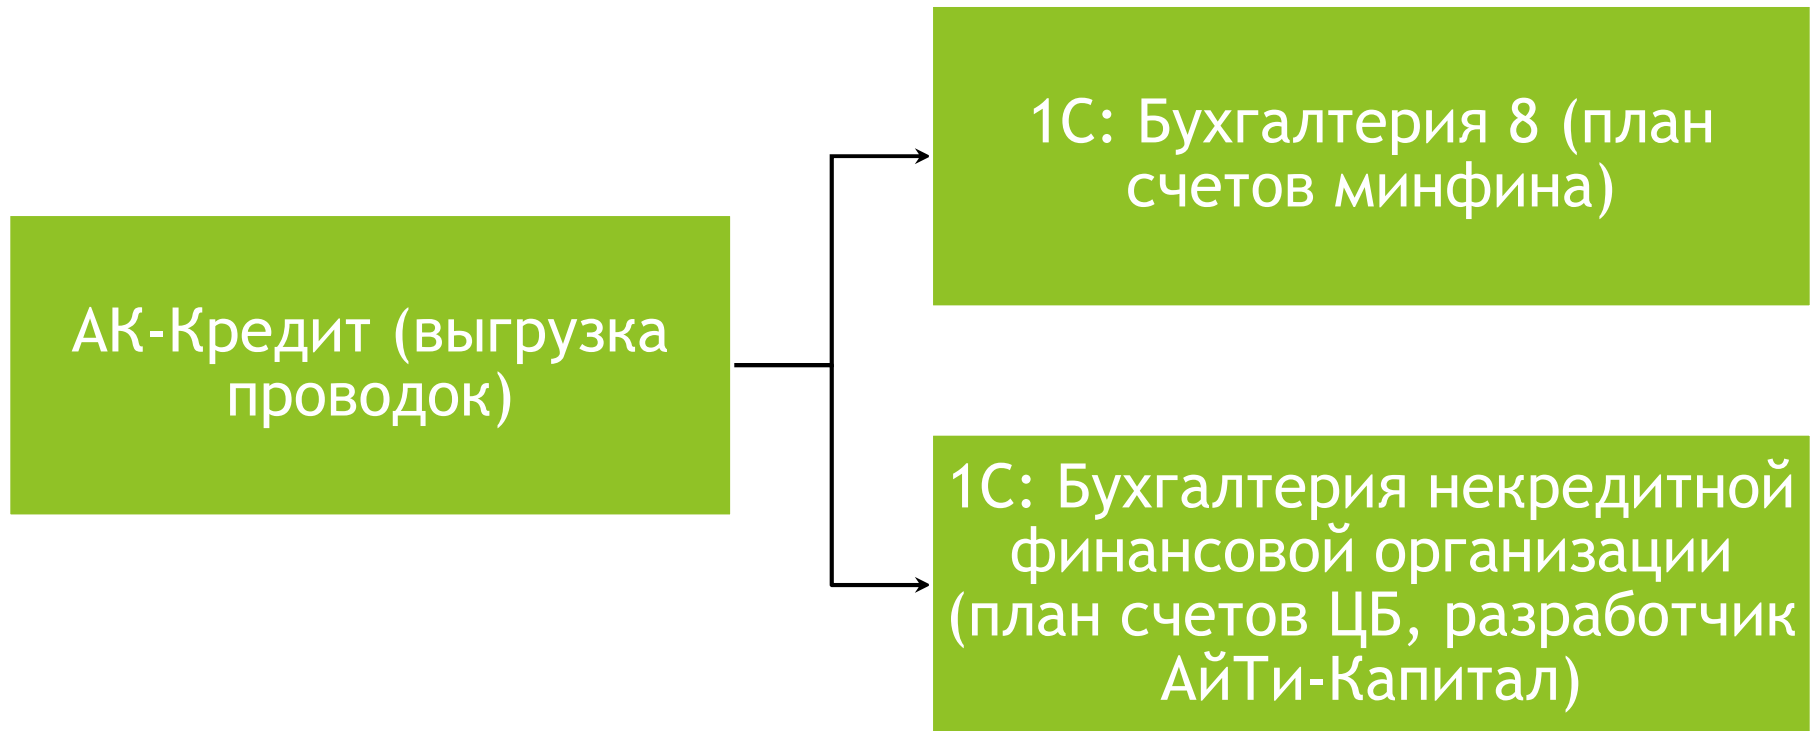 АК-Кредит (выгрузка
проводок)
1С: Бухгалтерия 8 (план
счетов минфина)
1С: Бухгалтерия некредитной
финансовой организации
(план счетов ЦБ, разработчик
АйТи-Капитал)